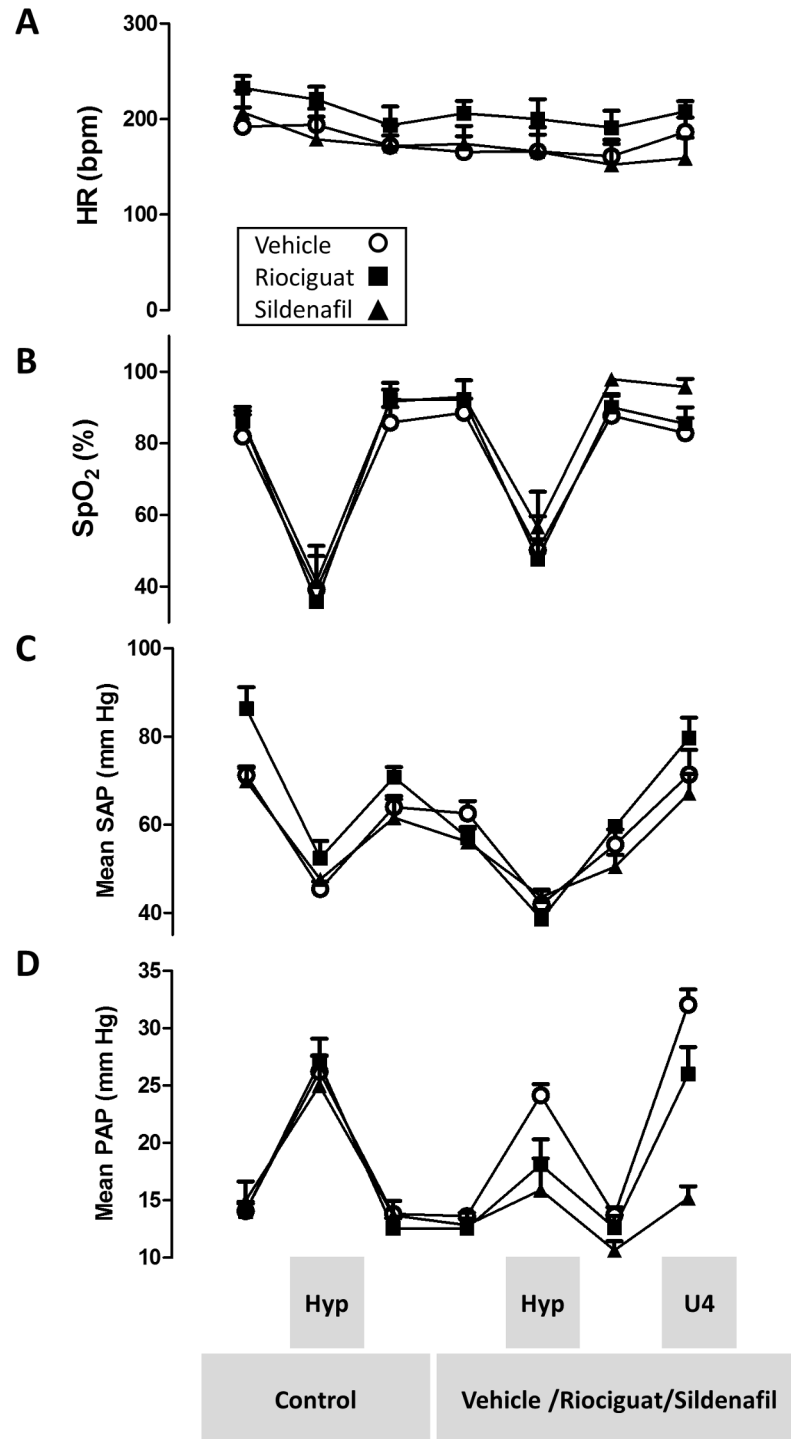 A
300
200
100
0
HR (bpm)
Vehicle
Riociguat
Sildenafil
B
100
80
60
40
SpO₂ (%)
C
100
80
60
40
Mean SAP (mm Hg)
D
35
30
25
20
15
10
Mean PAP (mm Hg)
Hyp
Hyp
U4
Control
Vehicle /Riociguat/Sildenafil